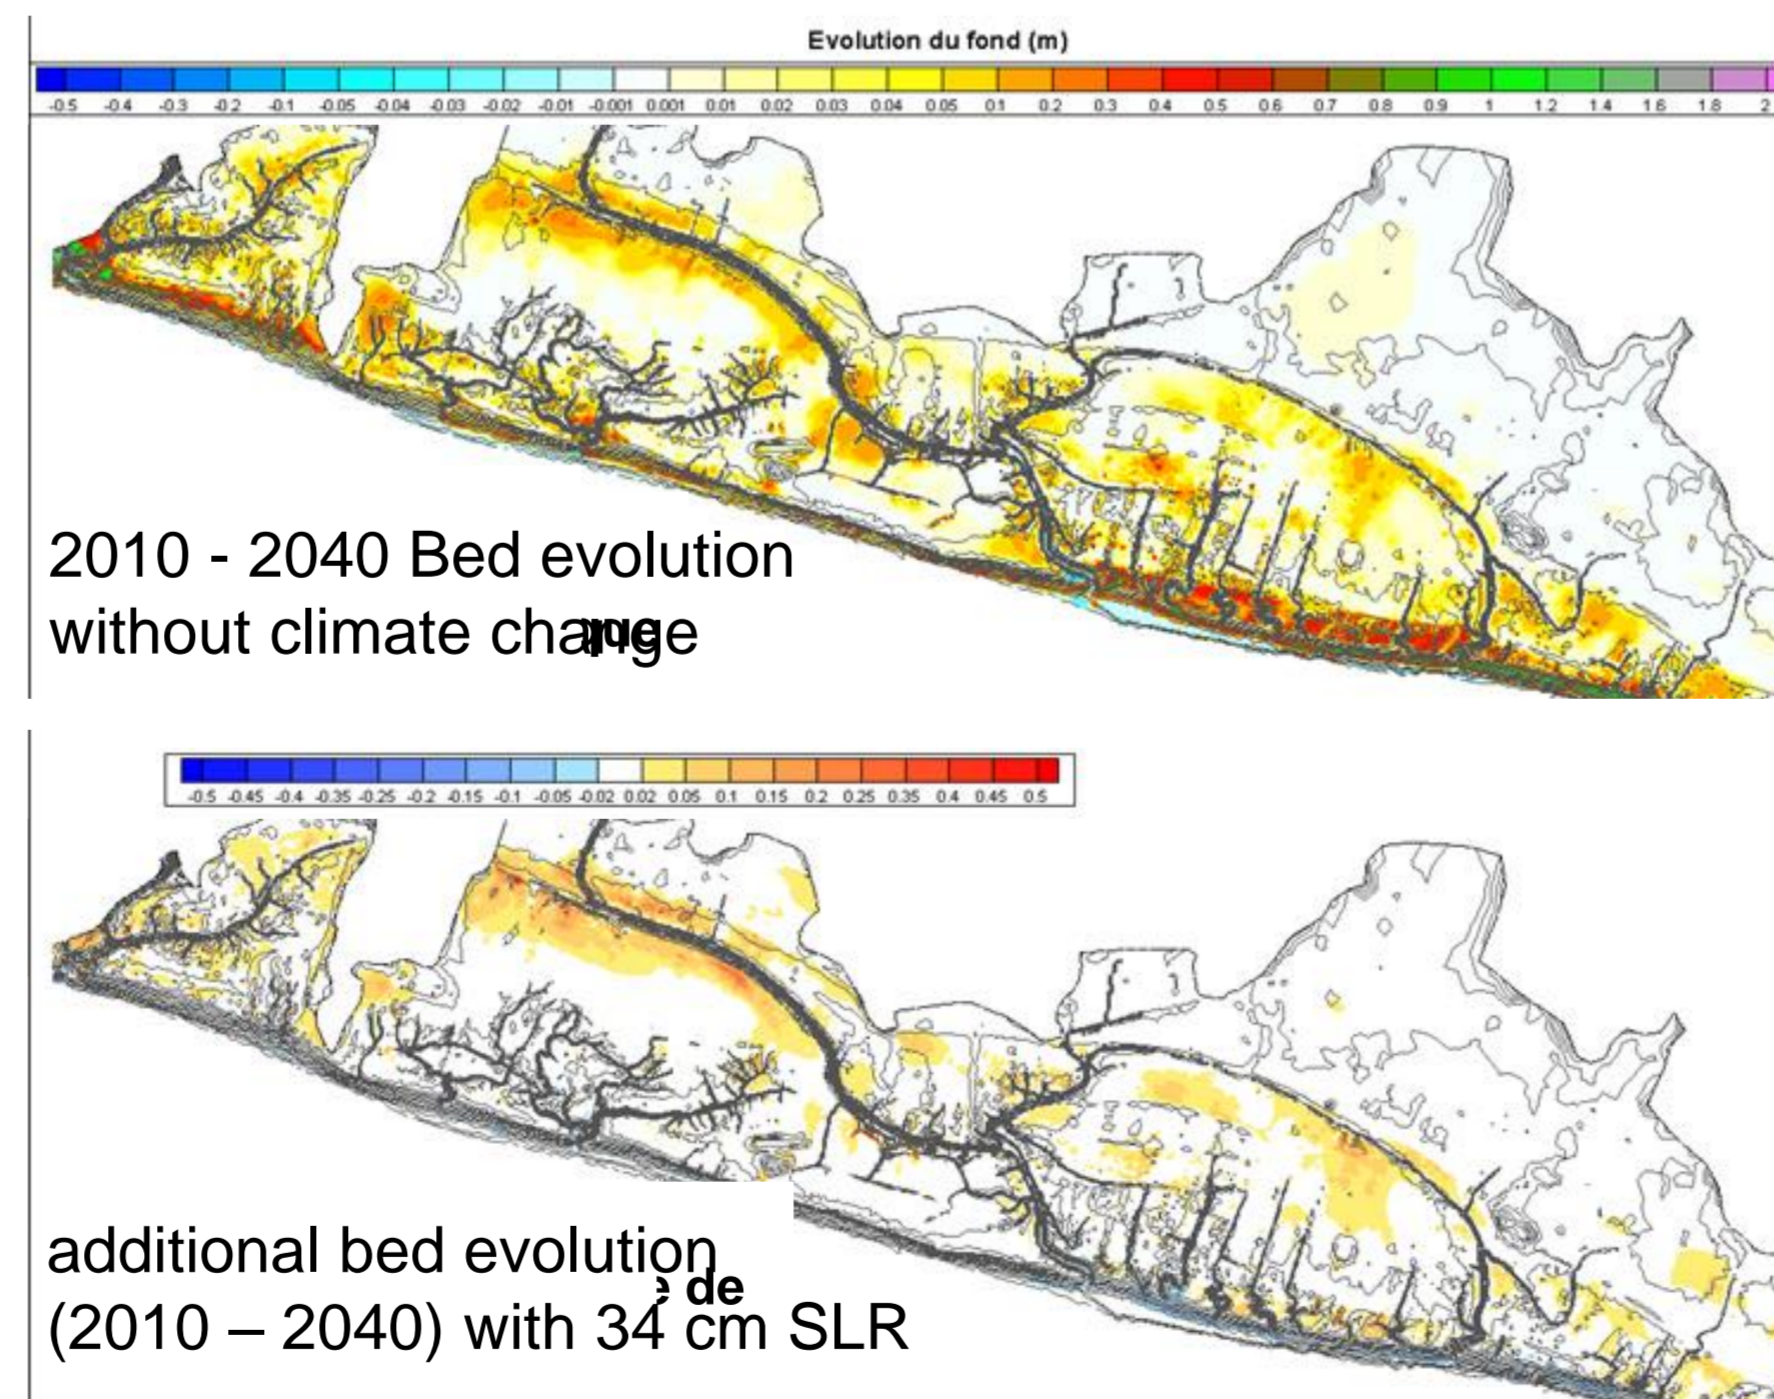 Evolution du fond (m)
-0.5 -0.4 -0.3 -0.2 -0.1 -0.05 -0.04 -0.03 -0.02 -0.01 -0.001 0.001 0.01 0.02 0.03 0.04 0.05 0.1 0.2 0.3 0.4 0.5 0.6 0.7 0.8 0.9 1 1.2 1.4 1.6 1.8 2
2010 - 2040 Bed evolution
without climate change
-0.5 -0.45 -0.4 -0.35 -0.25 -0.2 -0.15 -0.1 -0.05 -0.02 0.02 0.05 0.1 0.15 0.2 0.25 0.35 0.4 0.45 0.5
additional bed evolution
de
(2010 – 2040) with 34 cm SLR